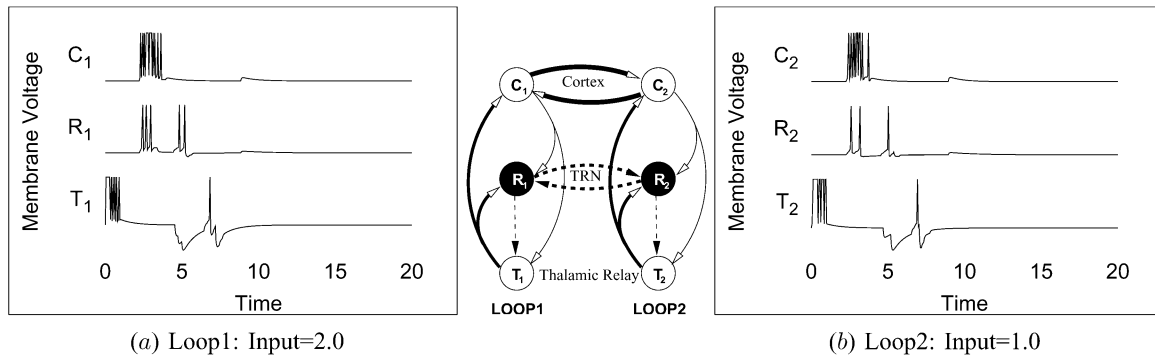 Membrane Voltage
C1
R1
T1
0 5 10 15 20
Time
(a) Loop1: Input=2.0
Cortex
C1
C2
TRN
R1
R2
Thalamic Relay
T1
T2
LOOP1
LOOP2
Membrane Voltage
C2
R2
T2
0 5 10 15 20
Time
(b) Loop2: Input=1.0